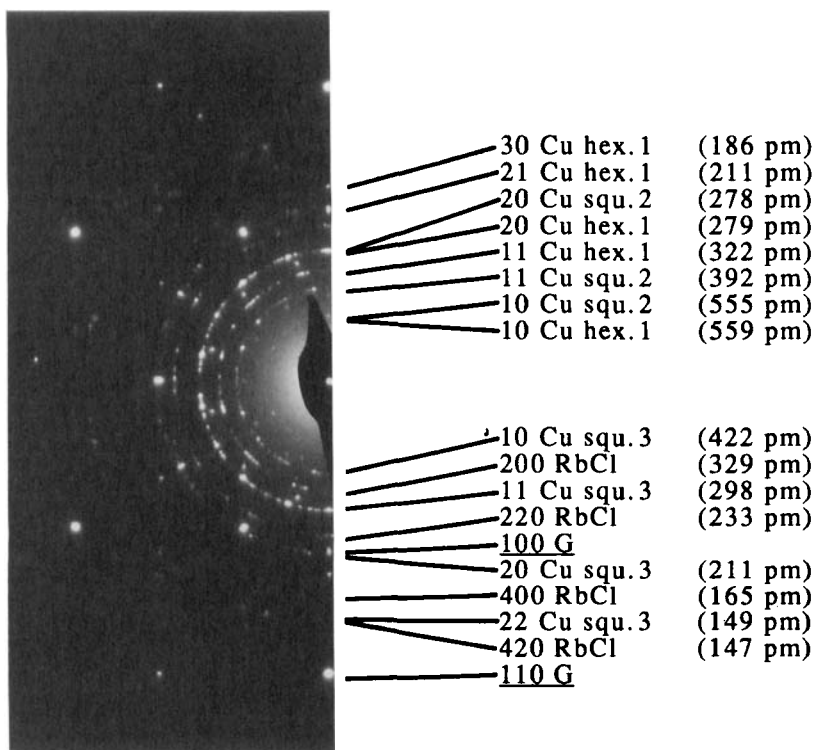 30 Cu hex.1 (186 pm)
21 Cu hex.1 (211 pm)
20 Cu squ.2 (278 pm)
20 Cu hex.1 (279 pm)
11 Cu hex.1 (322 pm)
11 Cu squ.2 (392 pm)
10 Cu squ.2 (555 pm)
10 Cu hex.1 (559 pm)
10 Cu squ.3 (422 pm)
200 RbCl (329 pm)
11 Cu squ.3 (298 pm)
220 RbCl (233 pm)
100 G
20 Cu squ.3 (211 pm)
400 RbCl (165 pm)
22 Cu squ.3 (149 pm)
420 RbCl (147 pm)
110 G